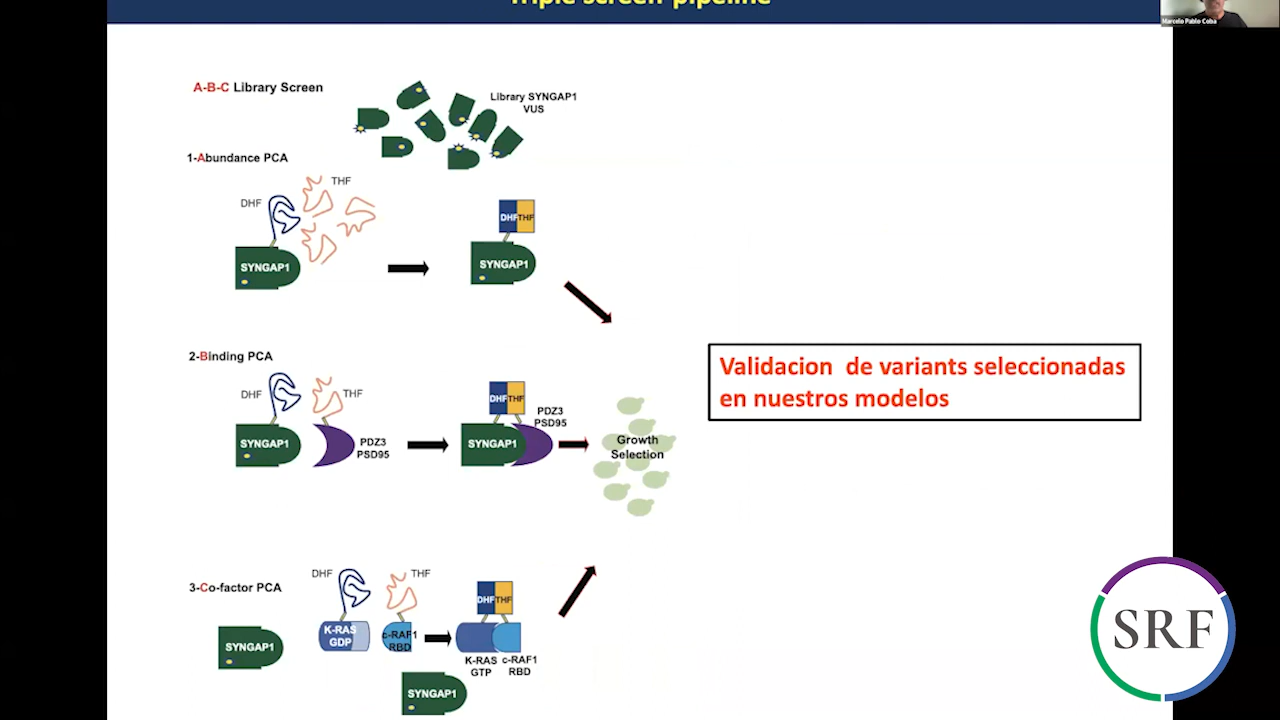 Triple screen pipeline
Marcelo Pablo Coba
A-B-C Library Screen
Library SYNGAP1
VUS
1-Abundance PCA
THF
DHF
DHF THF
SYNGAP1
SYNGAP1
2-Binding PCA
DHF
THF
DHF THF
PDZ3
PSD95
SYNGAP1
PDZ3
PSD95
SYNGAP1
Growth
Selection
Validacion de variants seleccionadas
en nuestros modelos
3-Co-factor PCA
DHF
THF
DHF THF
K-RAS
GDP
c-RAF1
RBD
SYNGAP1
K-RAS
GTP
c-RAF1
RBD
SYNGAP1
SRF